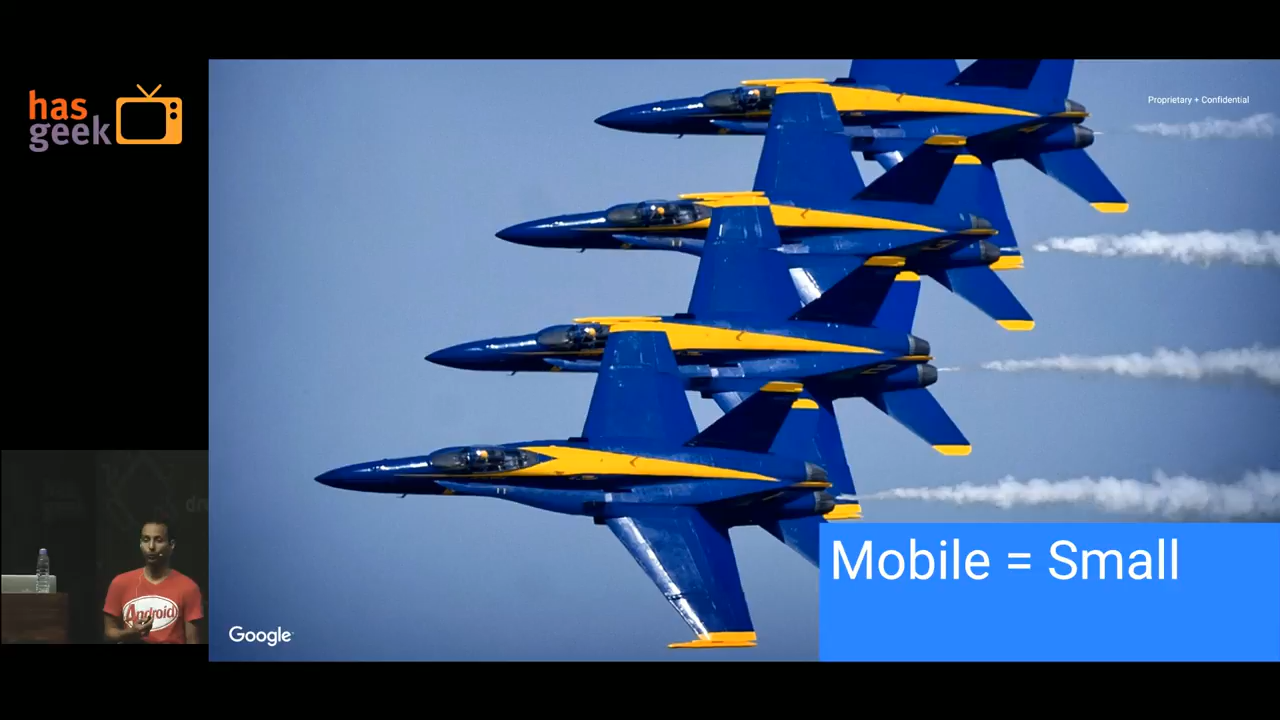 has
geek
Proprietary + Confidential
Mobile = Small
Google
Android